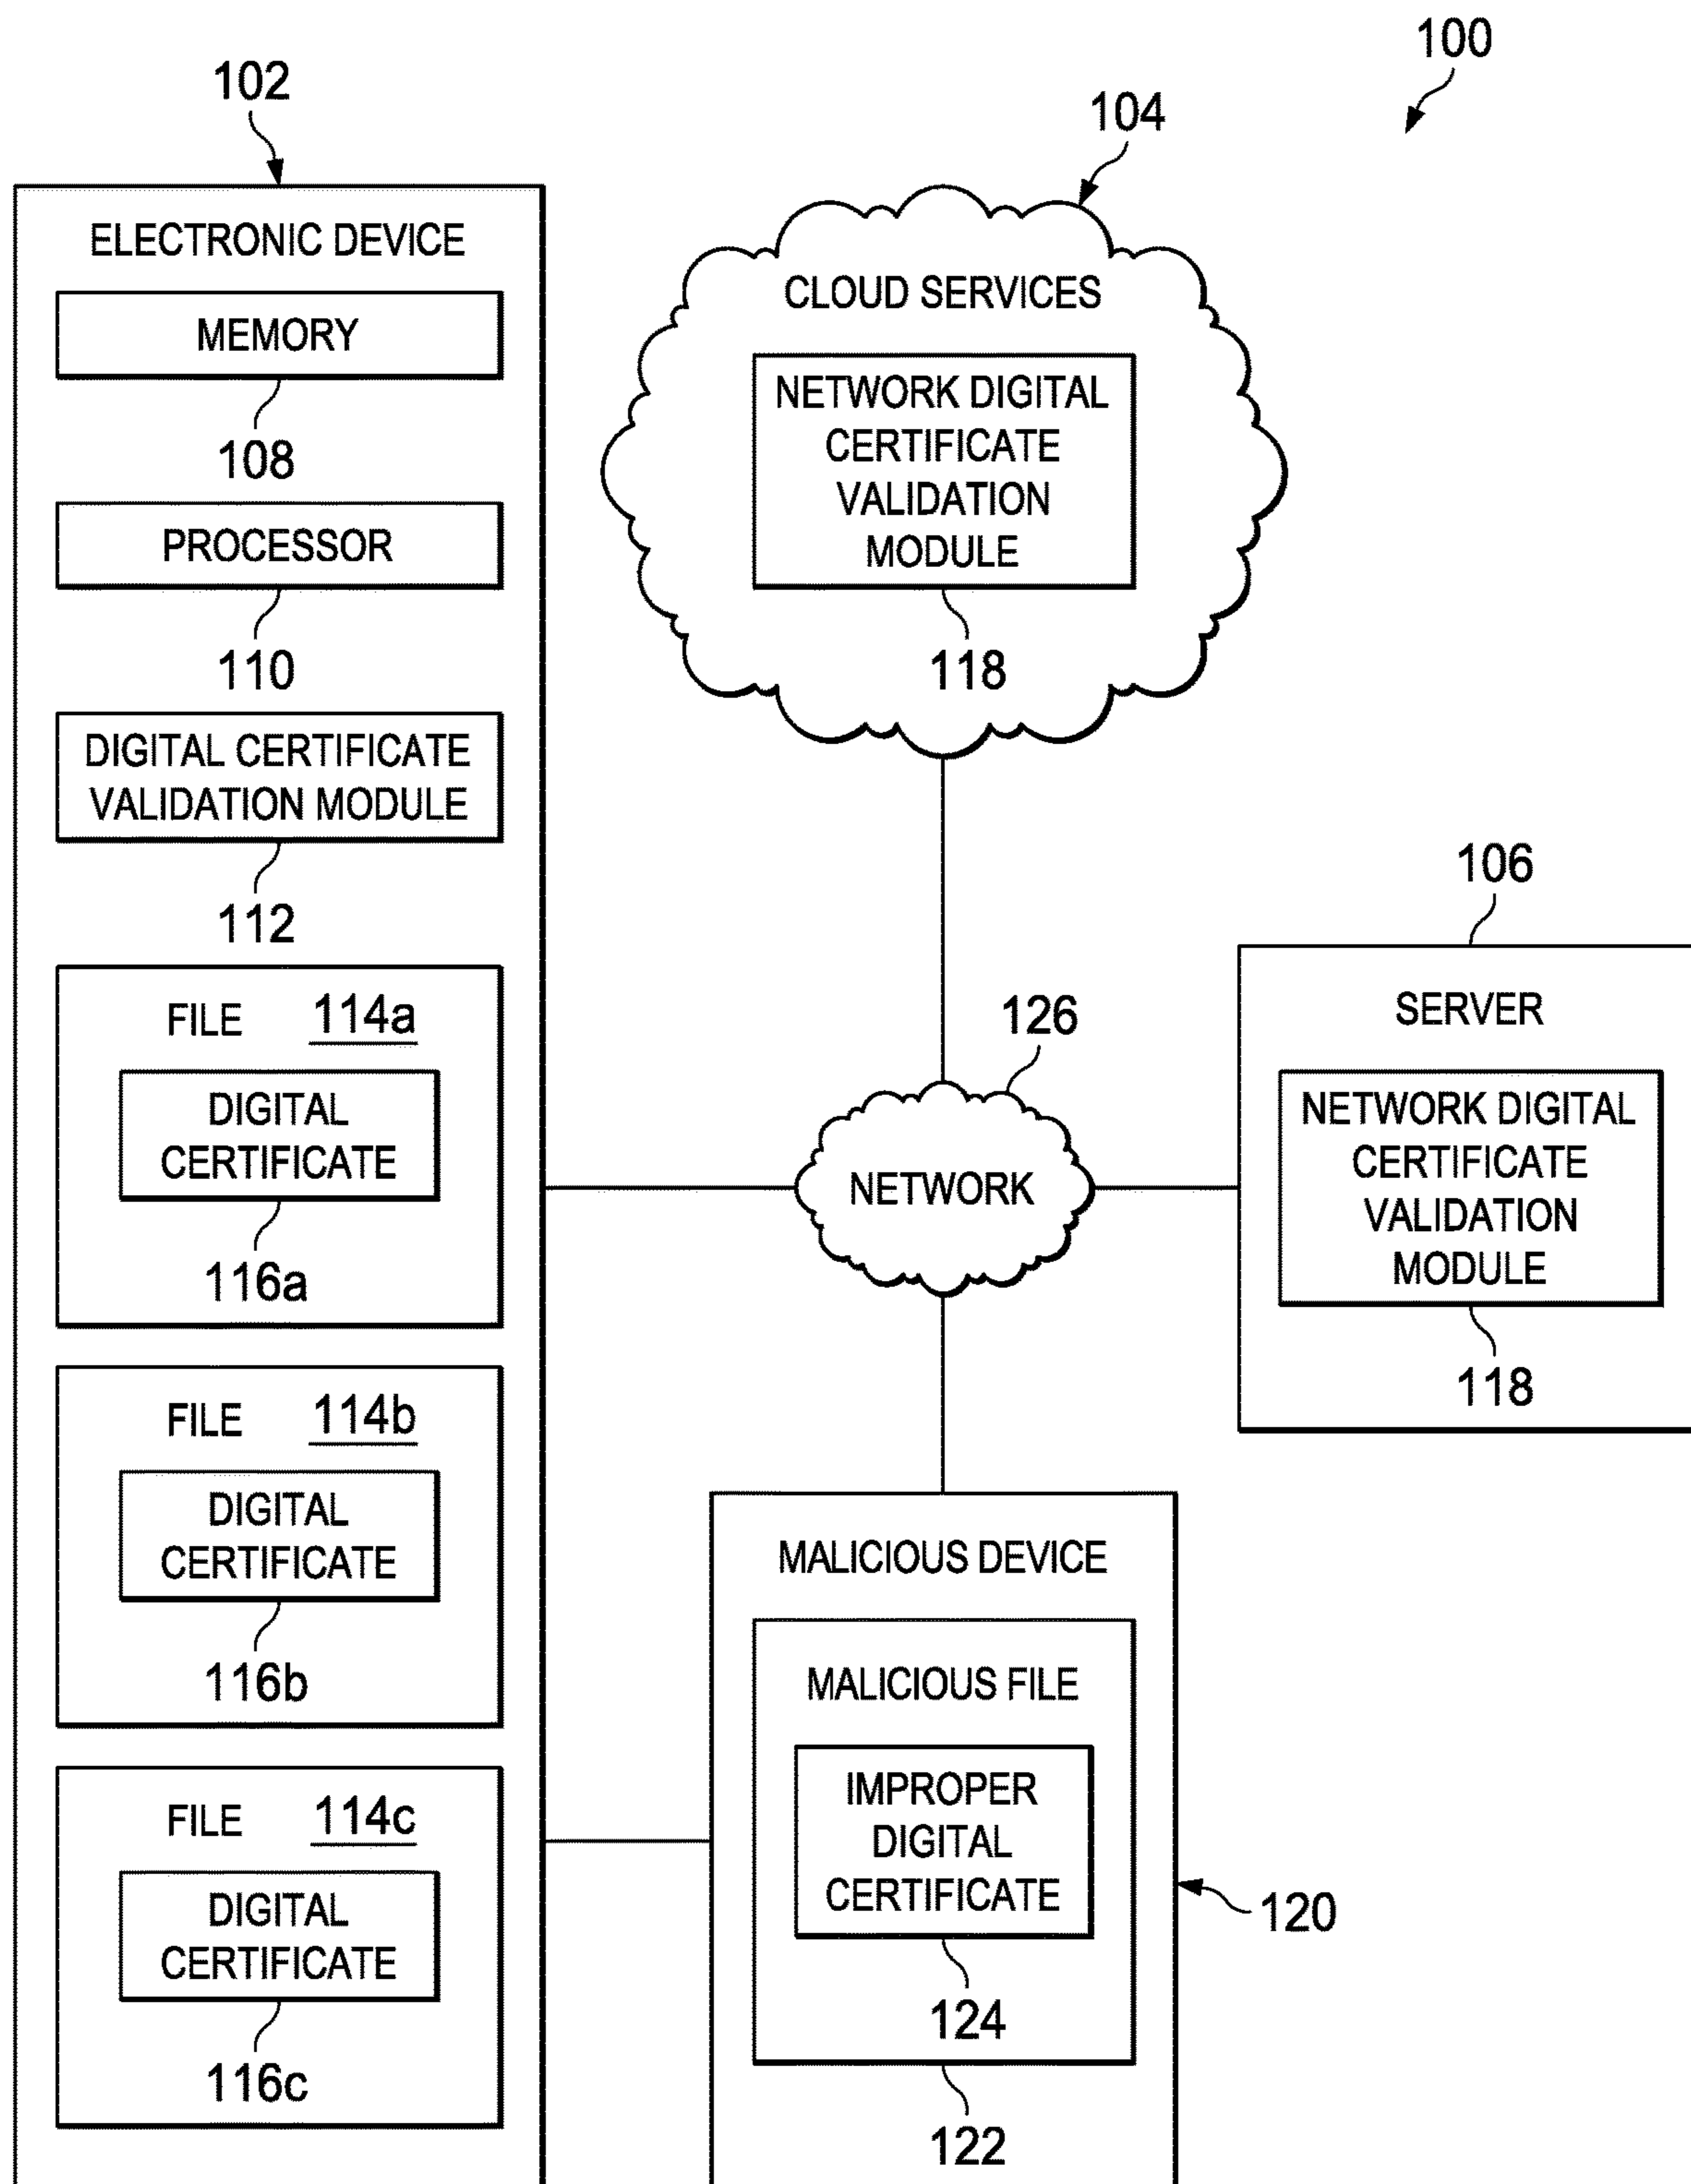 100
102
104
ELECTRONIC DEVICE
MEMORY
108
PROCESSOR
110
DIGITAL CERTIFICATE
VALIDATION MODULE
112
FILE 114a
DIGITAL
CERTIFICATE
116a
FILE 114b
DIGITAL
CERTIFICATE
116b
FILE 114c
DIGITAL
CERTIFICATE
116c
CLOUD SERVICES
NETWORK DIGITAL
CERTIFICATE
VALIDATION
MODULE
118
126
NETWORK
106
SERVER
NETWORK DIGITAL
CERTIFICATE
VALIDATION
MODULE
118
MALICIOUS DEVICE
MALICIOUS FILE
IMPROPER
DIGITAL
CERTIFICATE
124
122
120